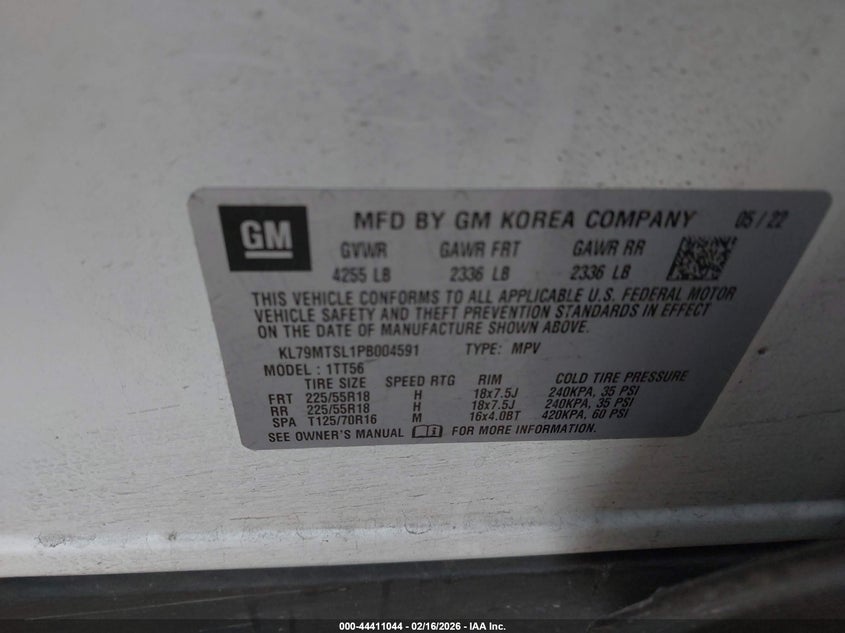 GM MFD BY GM KOREA COMPANY 05 / 22
GVWR GAWR FRT GAWR RR
4255 LB 2336 LB 2336 LB
THIS VEHICLE CONFORMS TO ALL APPLICABLE U.S. FEDERAL MOTOR
VEHICLE SAFETY AND THEFT PREVENTION STANDARDS IN EFFECT
ON THE DATE OF MANUFACTURE SHOWN ABOVE.
KL79MTSL1PB004591 TYPE: MPV
MODEL : 1TT56
TIRE SIZE SPEED RTG RIM COLD TIRE PRESSURE
FRT 225/55R18 H 18x7.5J 240KPA, 35 PSI
RR 225/55R18 H 18x7.5J 240KPA, 35 PSI
SPA T125/70R16 M 16x4.0BT 420KPA, 60 PSI
SEE OWNER'S MANUAL FOR MORE INFORMATION.
000-44411044 - 02/16/2026 - IAA Inc.